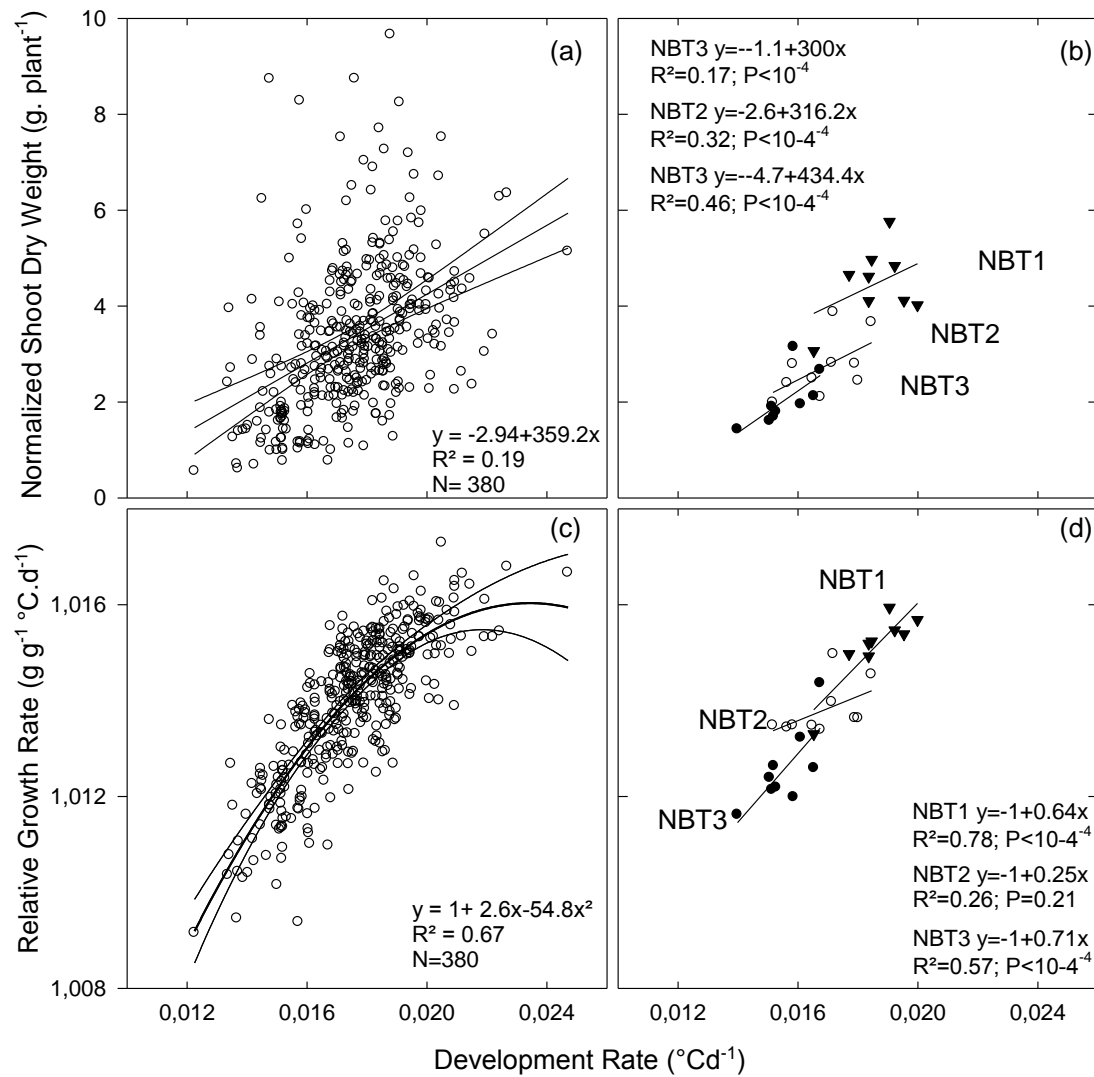 Normalized Shoot Dry Weight (g. plant⁻¹)
10
8
6
4
2
0
(a)
y = -2.94+359.2x
R² = 0.19
N= 380
(b)
NBT3 y=--1.1+300x
R²=0.17; P<10⁻⁴
NBT2 y=-2.6+316.2x
R²=0.32; P<10-4⁻⁴
NBT3 y=--4.7+434.4x
R²=0.46; P<10-4⁻⁴
NBT1
NBT2
NBT3
Relative Growth Rate (g g⁻¹ °C.d⁻¹)
1,016
1,012
1,008
(c)
y = 1+ 2.6x-54.8x²
R² = 0.67
N=380
(d)
NBT1
NBT2
NBT3
NBT1 y=-1+0.64x
R²=0.78; P<10-4⁻⁴
NBT2 y=-1+0.25x
R²=0.26; P=0.21
NBT3 y=-1+0.71x
R²=0.57; P<10-4⁻⁴
0,012 0,016 0,020 0,024 0,012 0,016 0,020 0,024
Development Rate (°Cd⁻¹)